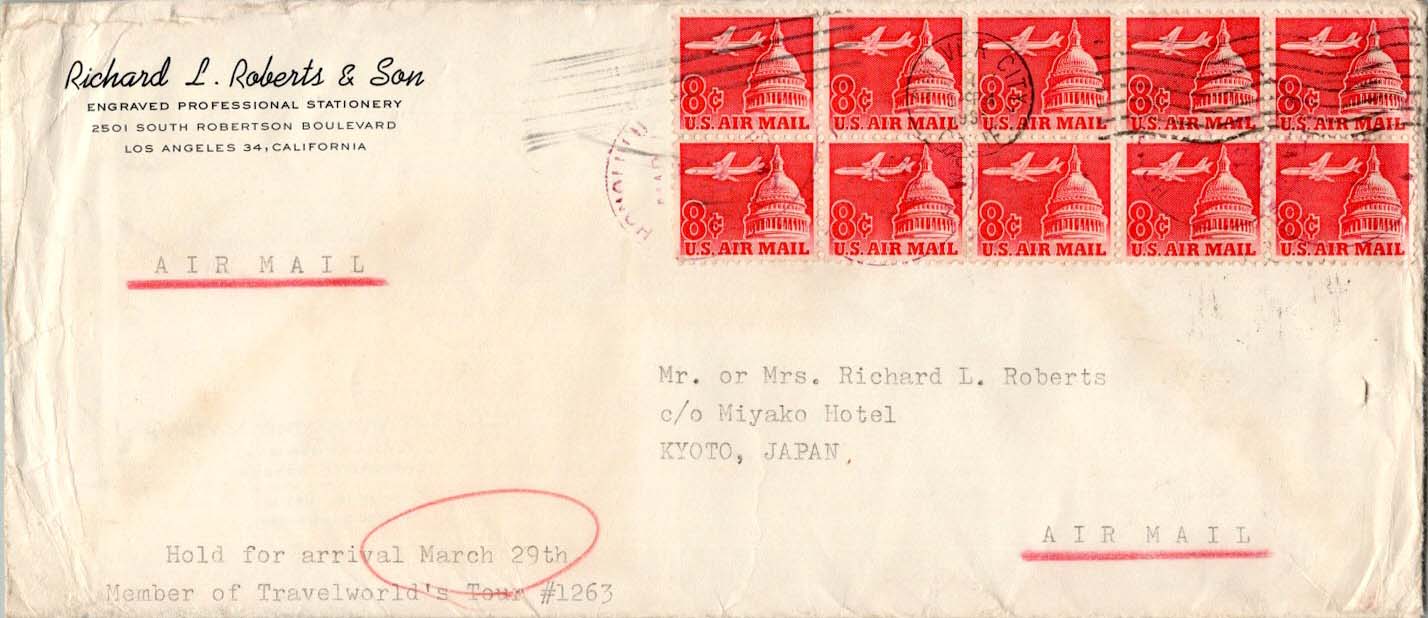 Richard L. Roberts & Son
ENGRAVED PROFESSIONAL STATIONERY
2501 SOUTH ROBERTSON BOULEVARD
LOS ANGELES 34, CALIFORNIA
8¢ 8¢ 8¢ 8¢ 8¢
U.S. AIR MAIL U.S. AIR MAIL U.S. AIR MAIL U.S. AIR MAIL U.S. AIR MAIL
8¢ 8¢ 8¢ 8¢ 8¢
U.S. AIR MAIL U.S. AIR MAIL U.S. AIR MAIL U.S. AIR MAIL U.S. AIR MAIL
HONOLULU
AIR MAIL
Mr. or Mrs. Richard L. Roberts
c/o Miyako Hotel
KYOTO, JAPAN.
AIR MAIL
Hold for arrival March 29th
Member of Travelworld's Tour #1263